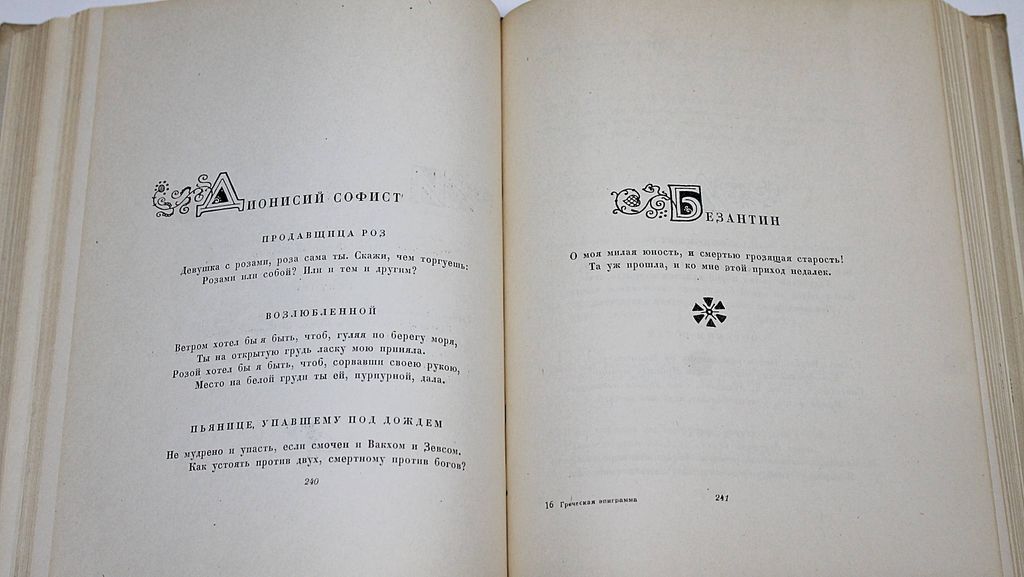 ДИОНИСИЙ СОФИСТ
ПРОДАВЩИЦА РОЗ
Девушка с розами, роза сама ты. Скажи, чем торгуешь:
Розами или собой? Или и тем и другим?
ВОЗЛЮБЛЕННОЙ
Ветром хотел бы я быть, чтоб, гуляя по берегу моря,
Ты на открытую грудь ласку мою приняла.
Розой хотел бы я быть, чтоб, сорвавши своею рукою,
Место на белой груди ты ей, пурпурной, дала.
ПЬЯНИЦЕ, УПАВШЕМУ ПОД ДОЖДЕМ
Не мудрено и упасть, если смочен и Вакхом и Зевсом.
Как устоять против двух, смертному против богов?
240
БЕЗАНТИН
О моя милая юность, и смертью грозящая старость!
Та уж прошла, и ко мне этой приход недалек.
16 Греческая эпиграмма
241